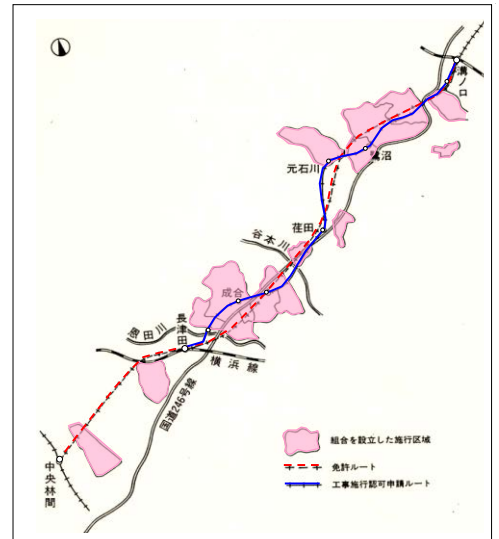 溝ノ口
鷺沼
元石川
荏田
谷本川
成合
恩田川
長津田
横浜線
国道246号線
中央林間
組合を設立した施行区域
免許ルート
工事施行認可申請ルート